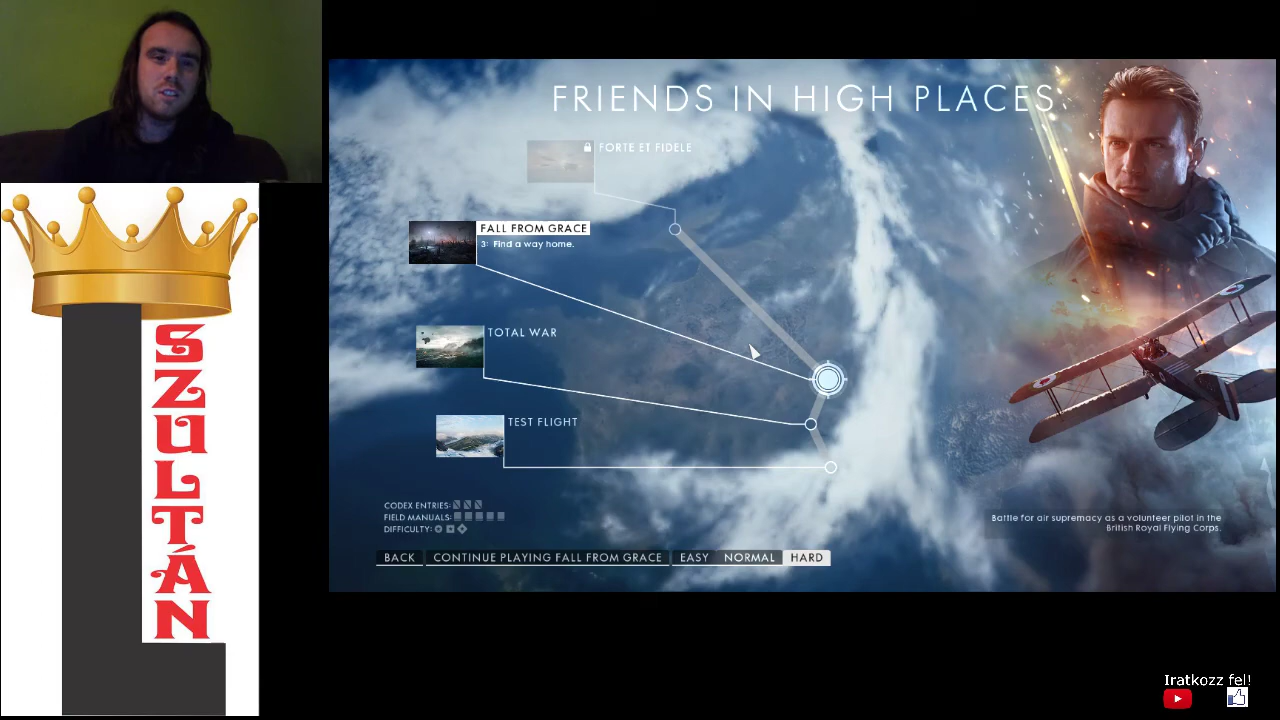 FRIENDS IN HIGH PLACES
FORTE ET FIDELE
FALL FROM GRACE
3: Find a way home.
TOTAL WAR
TEST FLIGHT
CODEX ENTRIES:
FIELD MANUALS:
DIFFICULTY:
Battle for air supremacy as a volunteer pilot in the
British Royal Flying Corps.
BACK CONTINUE PLAYING FALL FROM GRACE EASY NORMAL HARD
L
SZULTÁN
Iratkozz fel!